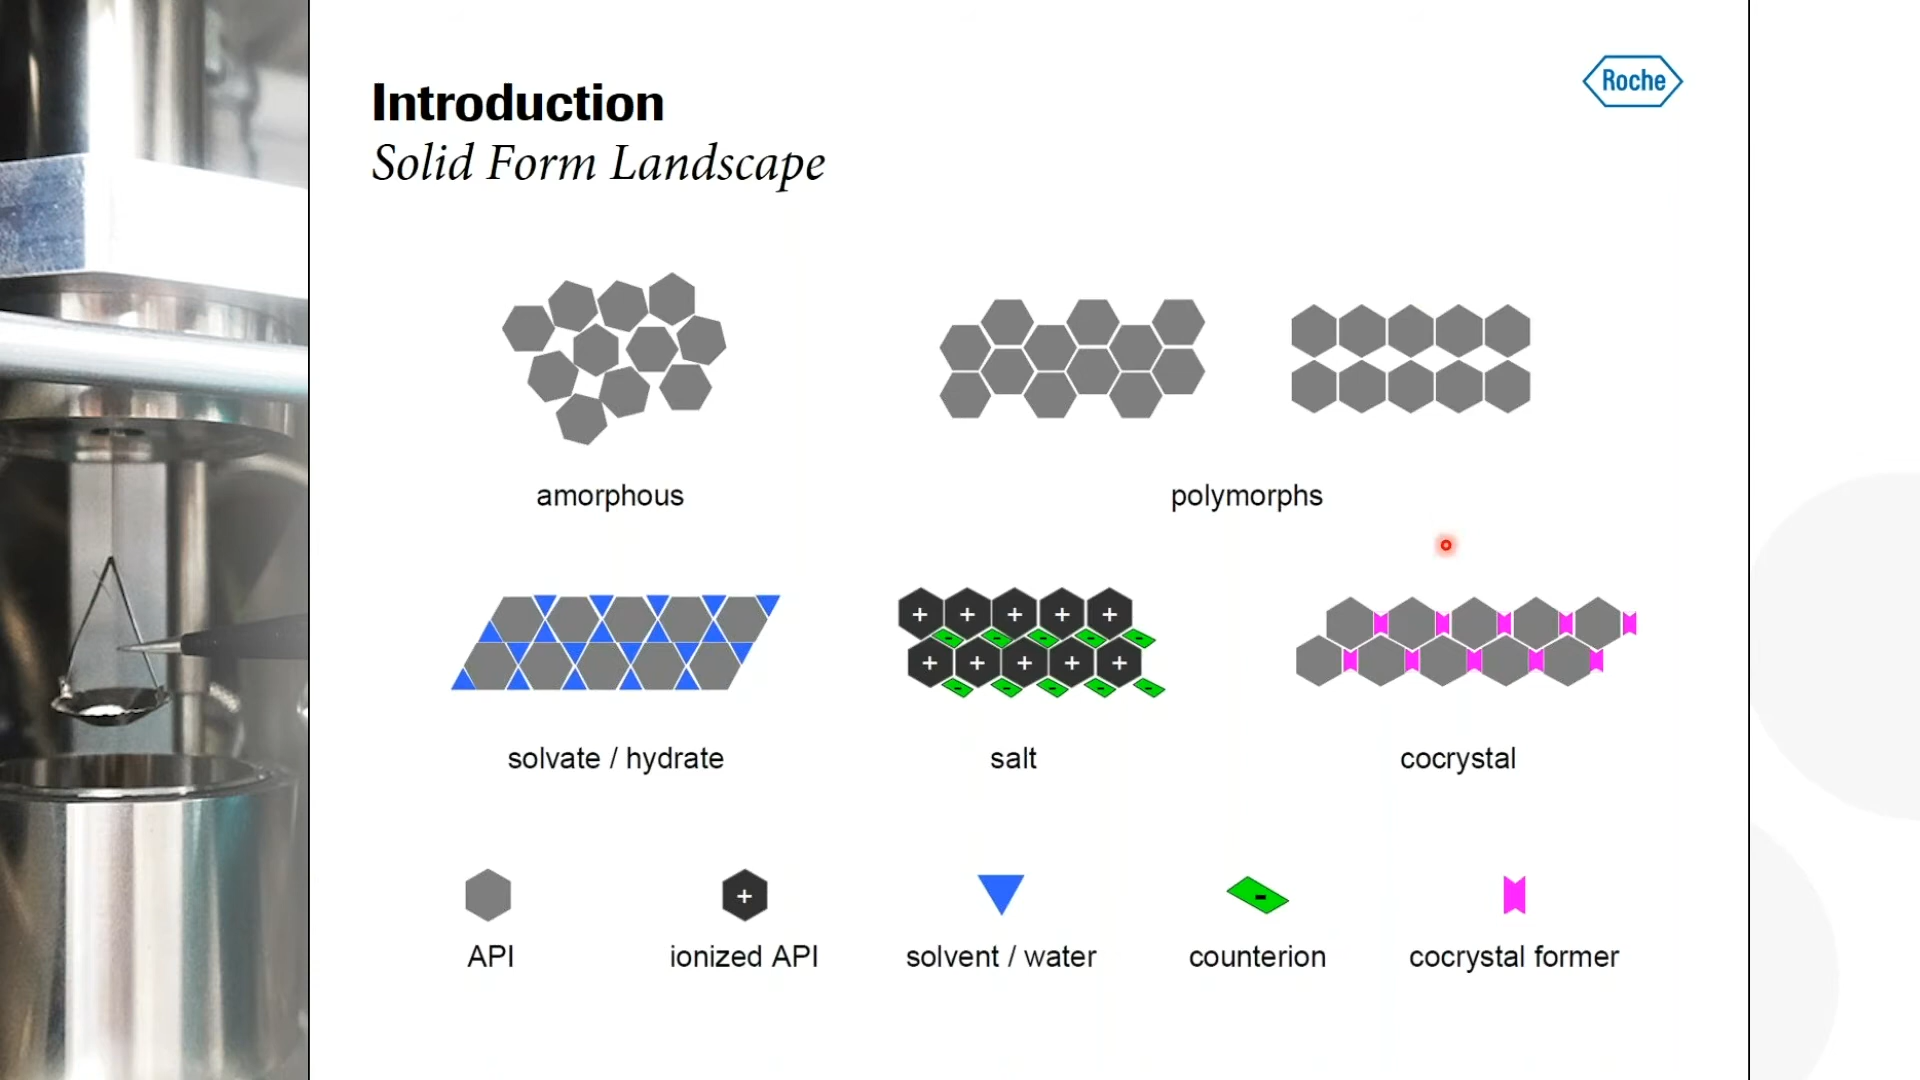 Introduction
Roche
Solid Form Landscape
amorphous
polymorphs
+ + + + +
+ + + + +
solvate / hydrate
salt
cocrystal
+
-
API
ionized API
solvent / water
counterion
cocrystal former